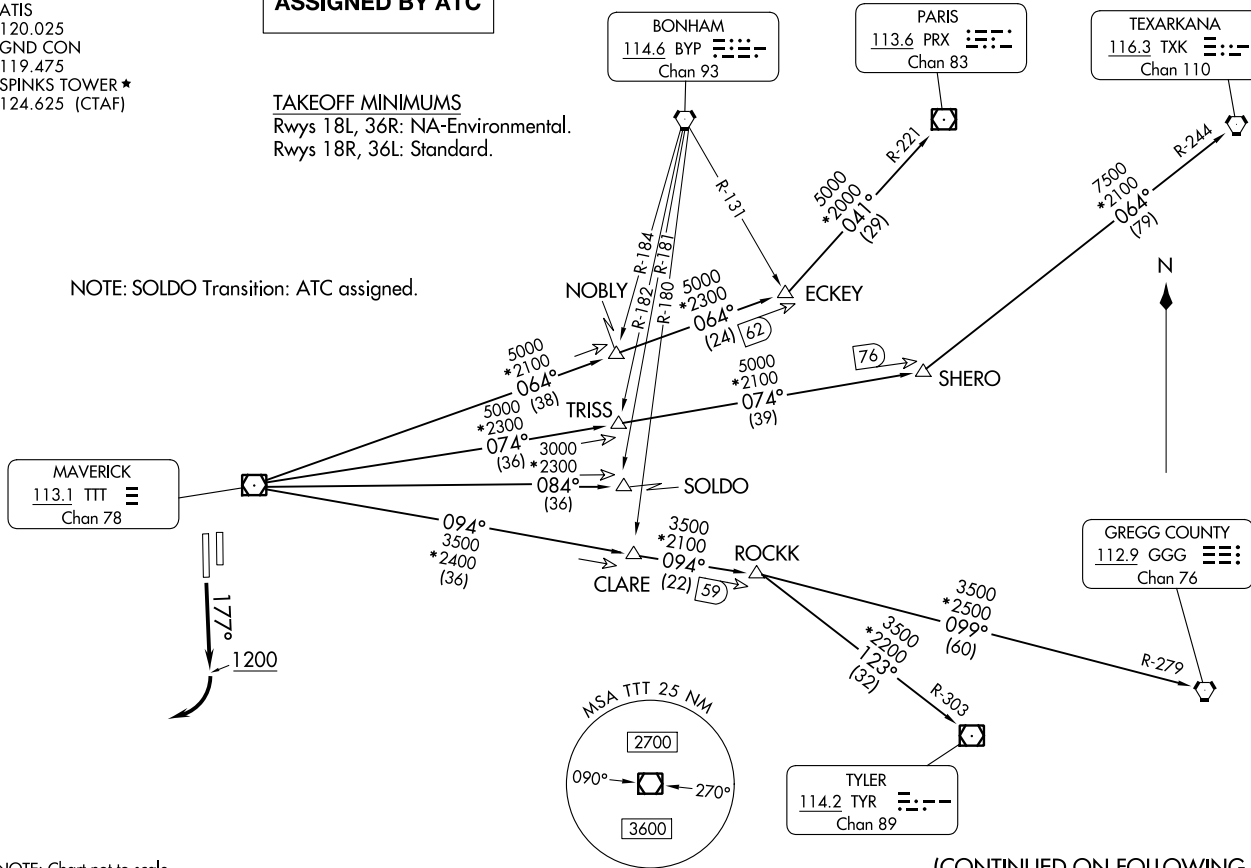 ATIS
120.025
GND CON
119.475
SPINKS TOWER ★
124.625 (CTAF)
ASSIGNED BY ATC
TAKEOFF MINIMUMS
Rwys 18L, 36R: NA-Environmental.
Rwys 18R, 36L: Standard.
NOTE: SOLDO Transition: ATC assigned.
BONHAM
114.6 BYP
Chan 93
PARIS
113.6 PRX
Chan 83
TEXARKANA
116.3 TXK
Chan 110
R-221
R-244
R-131
5000
*2000
041°
(29)
7500
*2100
064°
(79)
R-184
R-181
R-182
R-180
NOBLY
5000
*2300
064°
(24)
62
ECKEY
N
5000
*2100
064°
(38)
76
SHERO
TRISS
5000
*2100
074°
(39)
5000
*2300
074°
(36)
3000
*2300
084°
(36)
SOLDO
MAVERICK
113.1 TTT
Chan 78
094°
3500
*2400
(36)
CLARE
3500
*2100
094°
(22)
59
ROCKK
GREGG COUNTY
112.9 GGG
Chan 76
3500
*2500
099°
(60)
R-279
3500
*2200
123°
(32)
R-303
177°
1200
MSA TTT 25 NM
2700
090°
270°
3600
TYLER
114.2 TYR
Chan 89
NOTE: Chart not to scale
(CONTINUED ON FOLLOWING